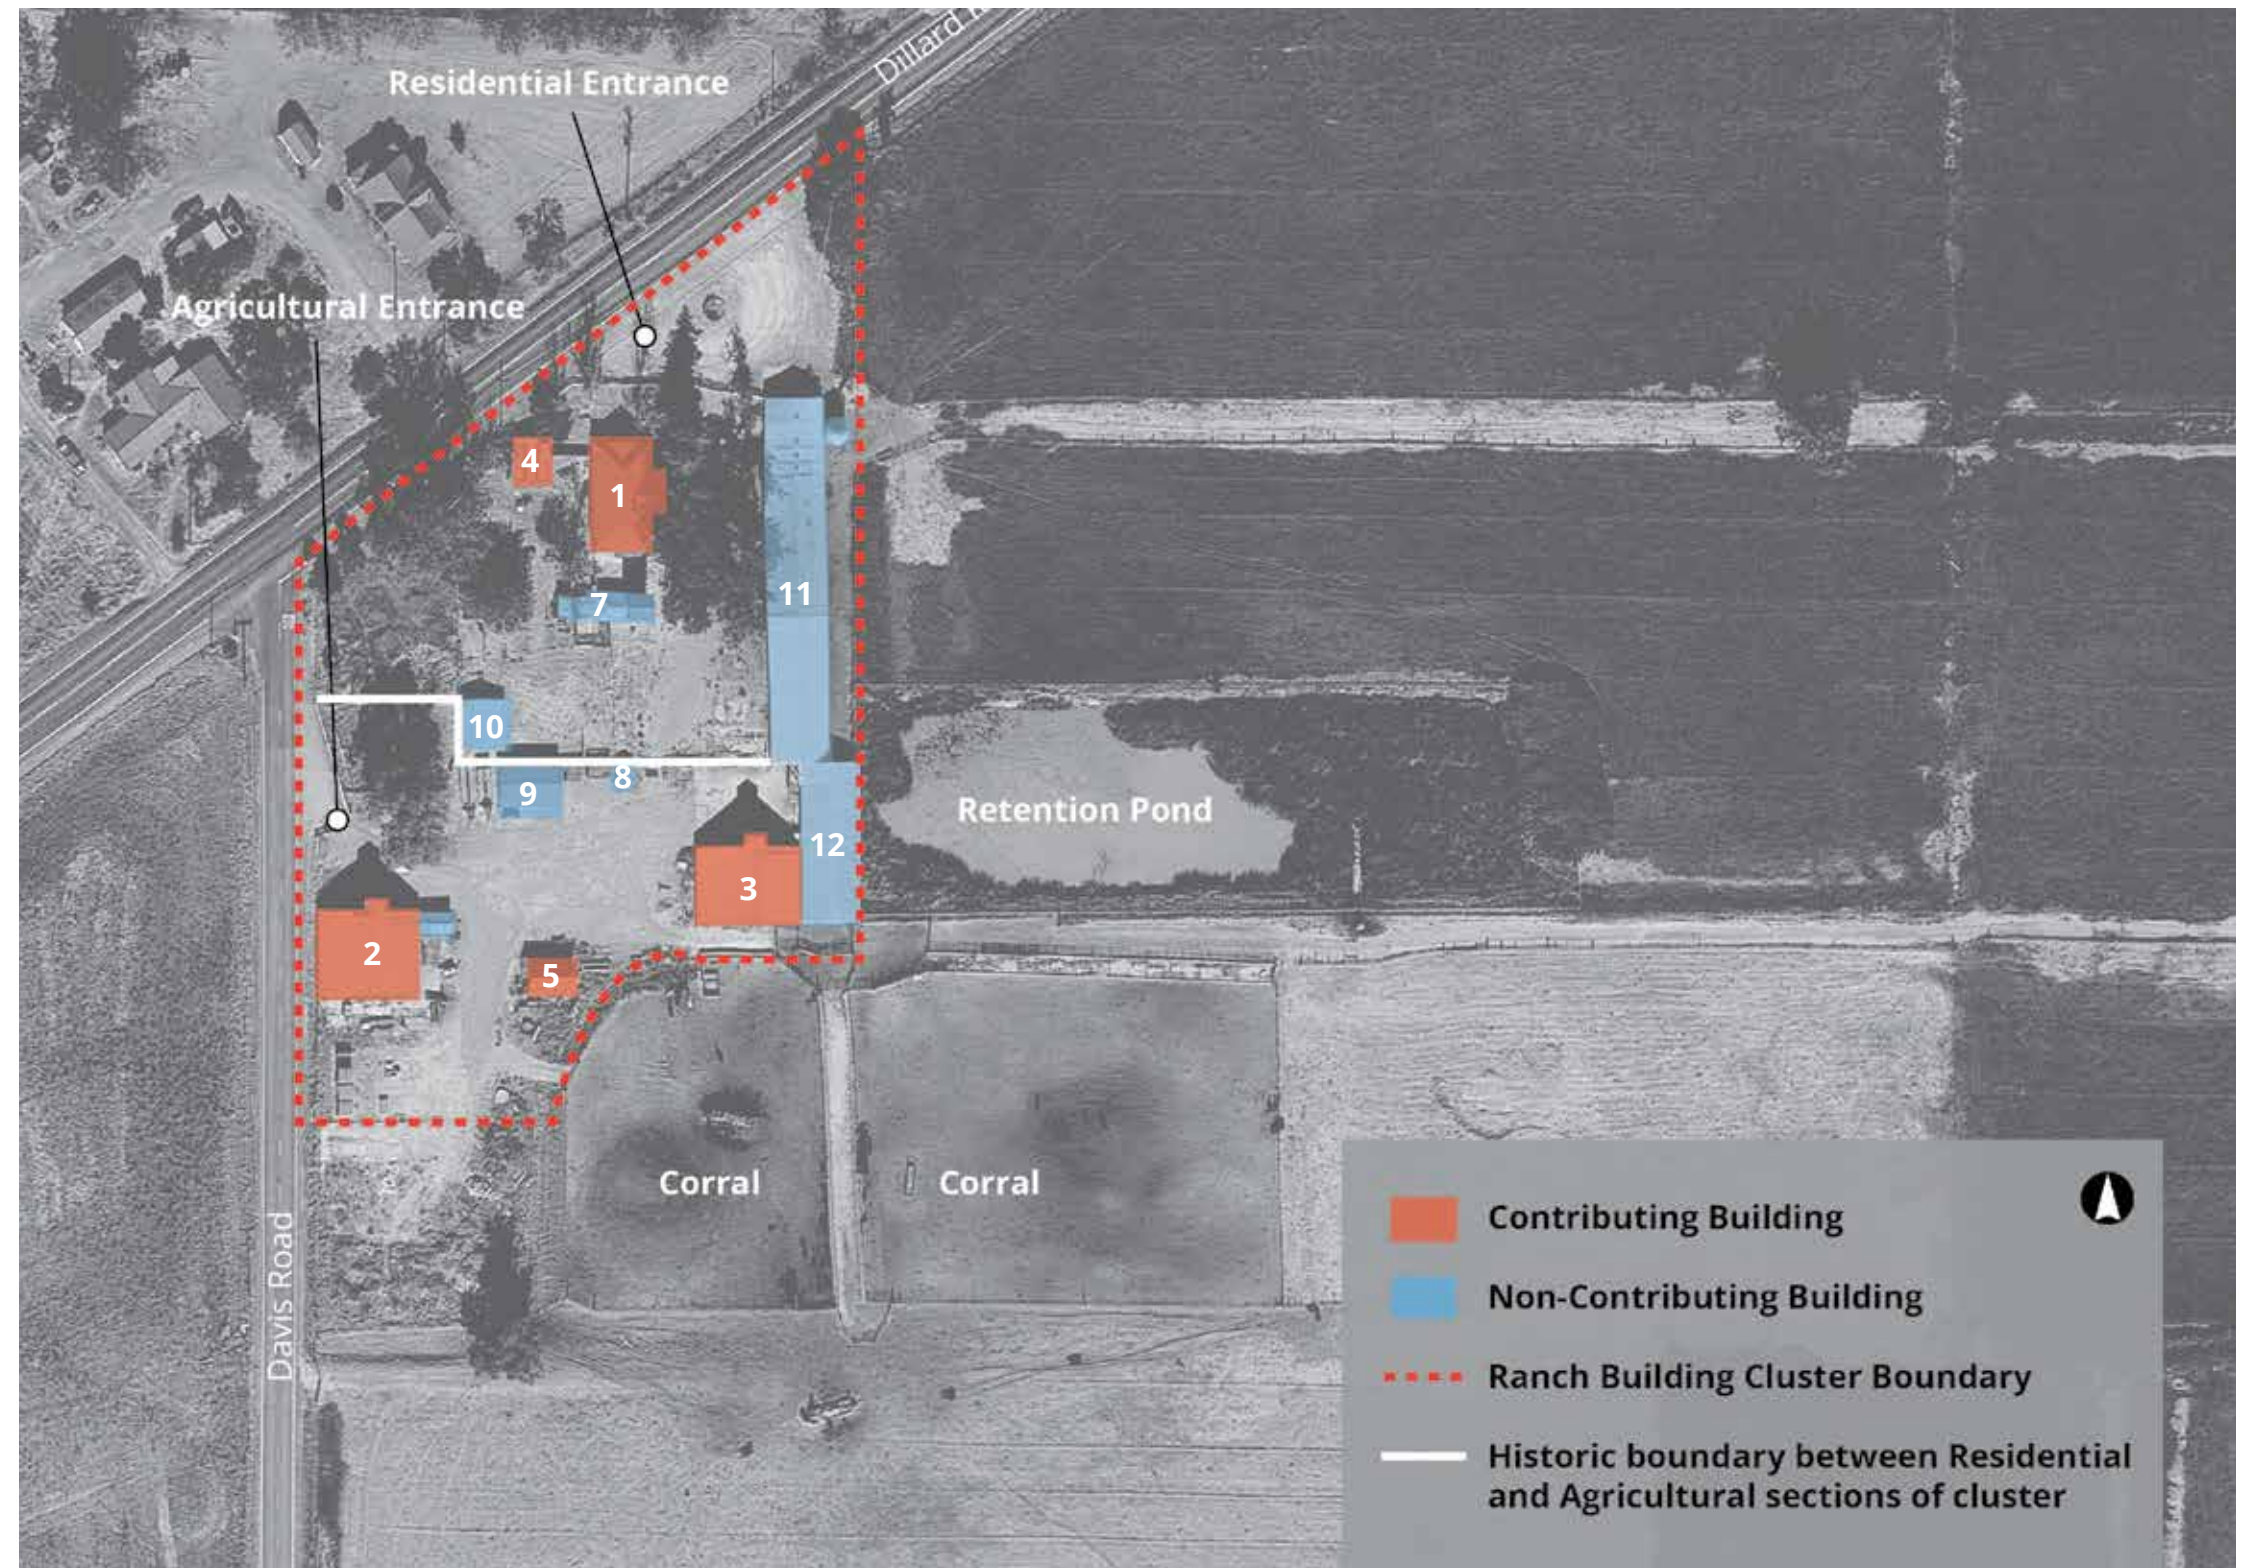 Dillard
Residential Entrance
Agricultural Entrance
4
1
11
7
10
8
9
12
3
2
5
Retention Pond
Corral
Corral
Davis Road
Contributing Building
Non-Contributing Building
Ranch Building Cluster Boundary
Historic boundary between Residential
and Agricultural sections of cluster